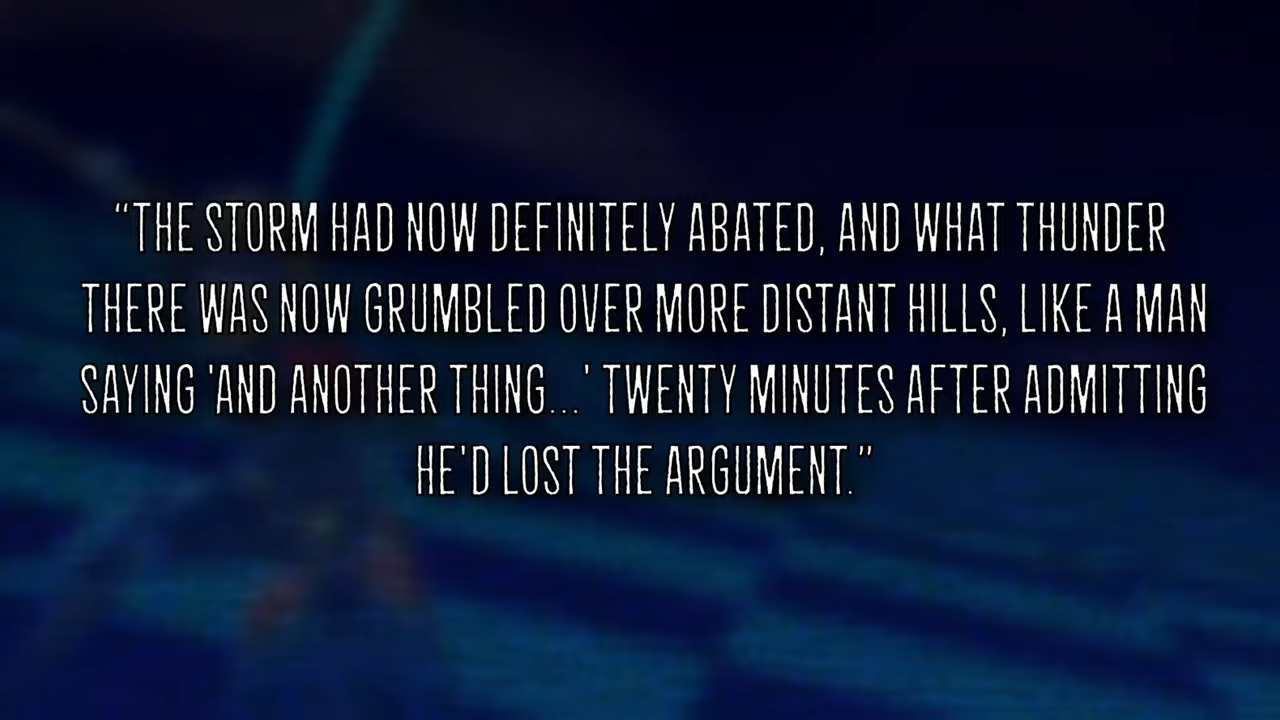 “THE STORM HAD NOW DEFINITELY ABATED, AND WHAT THUNDER
THERE WAS NOW GRUMBLED OVER MORE DISTANT HILLS, LIKE A MAN
SAYING 'AND ANOTHER THING...' TWENTY MINUTES AFTER ADMITTING
HE'D LOST THE ARGUMENT.”